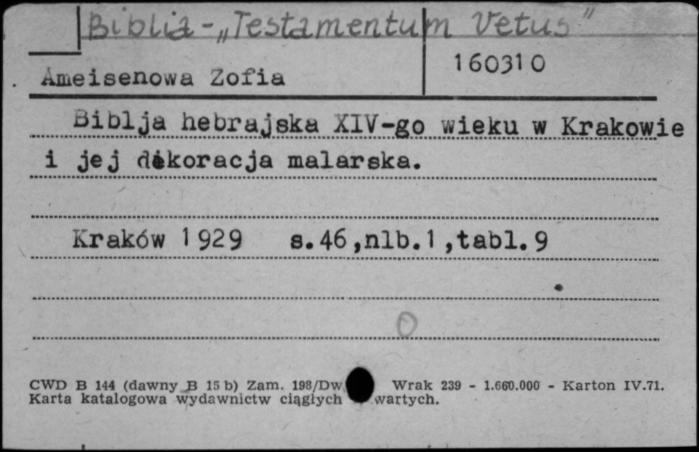 Biblia - „Testamentum Vetus"
Ameisenowa Zofia
160310
Biblja hebrajska XIV-go wieku w Krakowie
i jej dekoracja malarska.
Kraków 1929 s.46,nlb.1,tabl.9
O
CWD B 144 (dawny B 15 b) Zam. 198/Dw Wrak 239 - 1.660.000 - Karton IV.71.
Karta katalogowa wydawnictw ciągłych wartych.